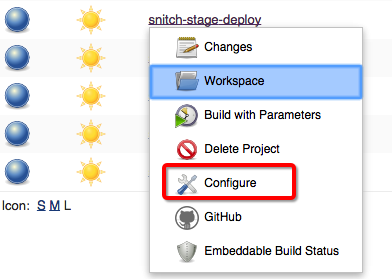 snitch-stage-deploy
Changes
Workspace
Build with Parameters
Delete Project
Configure
Icon: S M L
GitHub
Embeddable Build Status